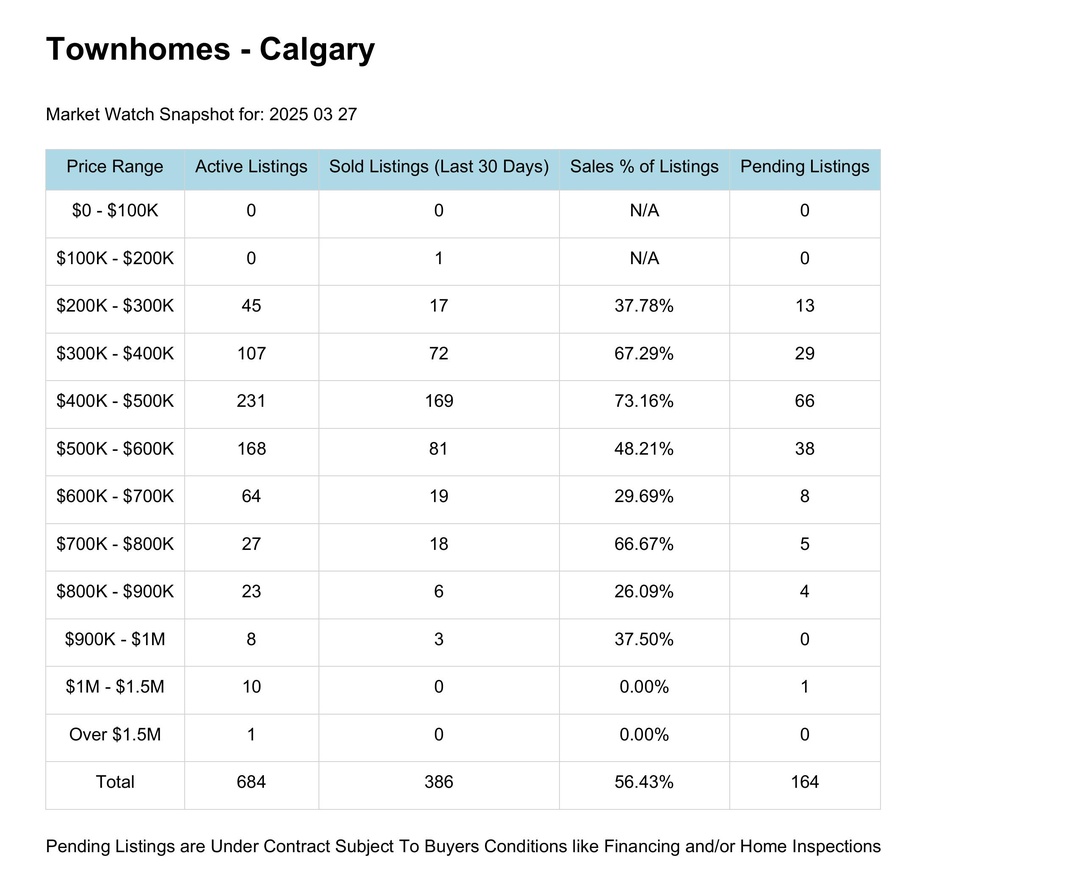 Townhomes - Calgary
Market Watch Snapshot for: 2025 03 27
Price Range Active Listings Sold Listings (Last 30 Days) Sales % of Listings Pending Listings
$0 - $100K 0 0 N/A 0
$100K - $200K 0 1 N/A 0
$200K - $300K 45 17 37.78% 13
$300K - $400K 107 72 67.29% 29
$400K - $500K 231 169 73.16% 66
$500K - $600K 168 81 48.21% 38
$600K - $700K 64 19 29.69% 8
$700K - $800K 27 18 66.67% 5
$800K - $900K 23 6 26.09% 4
$900K - $1M 8 3 37.50% 0
$1M - $1.5M 10 0 0.00% 1
Over $1.5M 1 0 0.00% 0
Total 684 386 56.43% 164
Pending Listings are Under Contract Subject To Buyers Conditions like Financing and/or Home Inspections